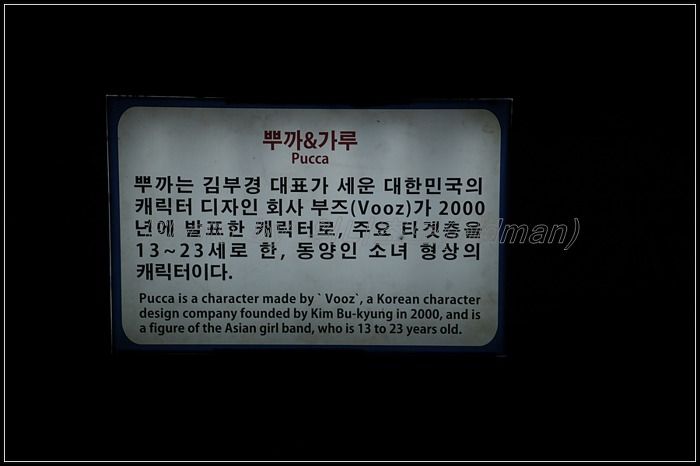 뿌까&가루
Pucca
뿌까는 김부경 대표가 세운 대한민국의
캐릭터 디자인 회사 부즈(Vooz)가 2000
년에 발표한 캐릭터로, 주요 타겟층을
13~23세로 한, 동양인 소녀 형상의
캐릭터이다.
Pucca is a character made by ` Vooz`, a Korean character
design company founded by Kim Bu-kyung in 2000, and is
a figure of the Asian girl band, who is 13 to 23 years old.